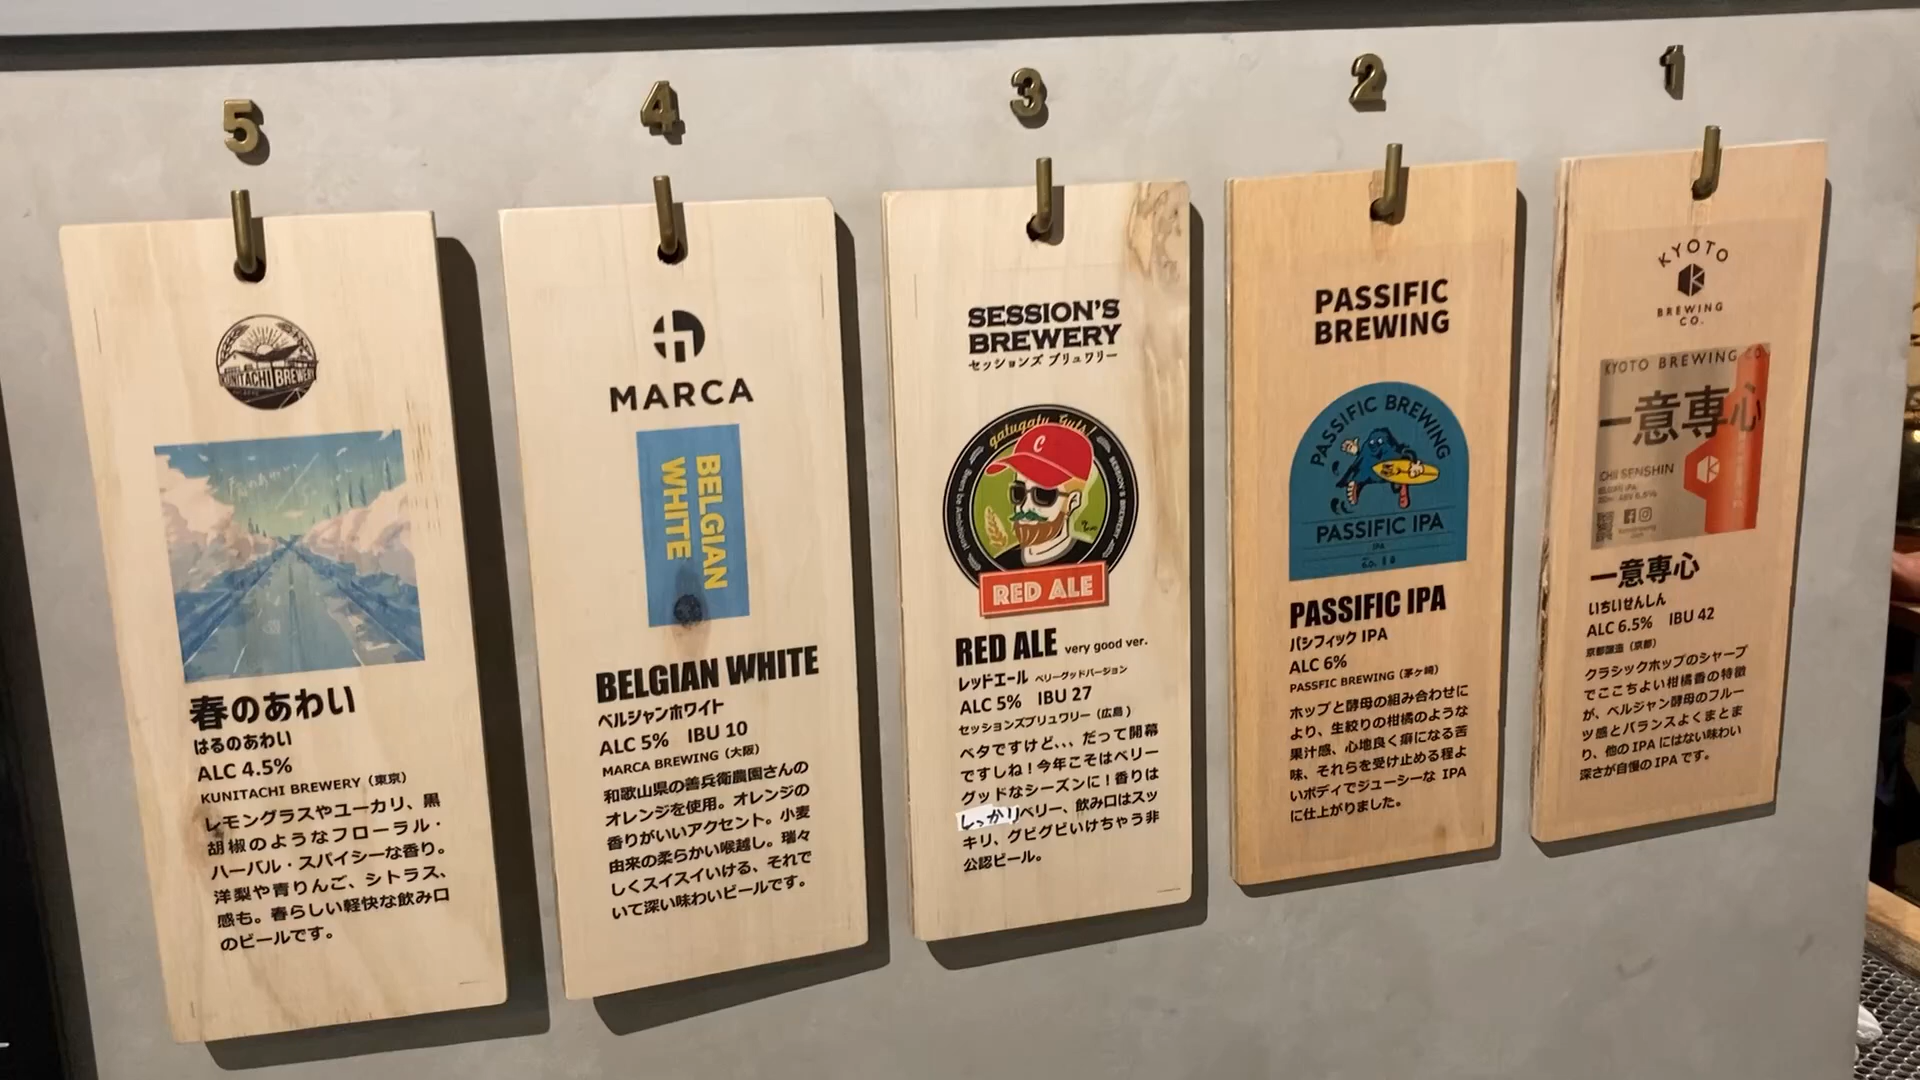 5
KUNITACHI BREWERY
春のあわい
はるのあわい
ALC 4.5%
KUNITACHI BREWERY（東京）
レモングラスやユーカリ、黒
胡椒のようなフローラル・
ハーバル・スパイシーな香り。
洋梨や青りんご、シトラス、
感も。春らしい軽快な飲み口
のビールです。
4
MARCA
BELGIAN
WHITE
BELGIAN WHITE
ベルジャンホワイト
ALC 5% IBU 10
MARCA BREWING（大阪）
和歌山県の善兵衛農園さんの
オレンジを使用。オレンジの
香りがいいアクセント。小麦
由来の柔らかい喉越し。瑞々
しくスイスイいける、それで
いて深い味わいビールです。
3
SESSION'S
BREWERY
セッションズ ブリュワリー
gatugatu Guts!
Beers be Ambitious!
SESSION'S BREWERY
C
RED ALE
RED ALE very good ver.
レッドエール ベリーグッドバージョン
ALC 5% IBU 27
セッションズブリュワリー（広島）
ベタですけど、、、だって開幕
ですしね！今年こそはベリー
グッドなシーズンに！香りは
しっかりベリー、飲み口はスッ
キリ、グビグビいけちゃう非
公認ビール。
2
PASSIFIC
BREWING
PASSIFIC BREWING
PASSIFIC IPA
IPA
PASSIFIC IPA
パシフィック IPA
ALC 6%
PASSFIC BREWING（茅ヶ崎）
ホップと酵母の組み合わせに
より、生絞りの柑橘のような
果汁感、心地良く癖になる苦
味、それらを受け止める程よ
いボディでジューシーな IPA
に仕上がりました。
1
KYOTO
BREWING
CO.
KYOTO BREWING CO.
一意専心
CHII SENSHIN
BELGIAN IPA
一意専心
いちいせんしん
ALC 6.5% IBU 42
京都醸造（京都）
クラシックホップのシャープ
でここちよい柑橘香の特徴
が、ベルジャン酵母のフルー
ツ感とバランスよくまとま
り、他の IPA にはない味わい
深さが自慢の IPA です。